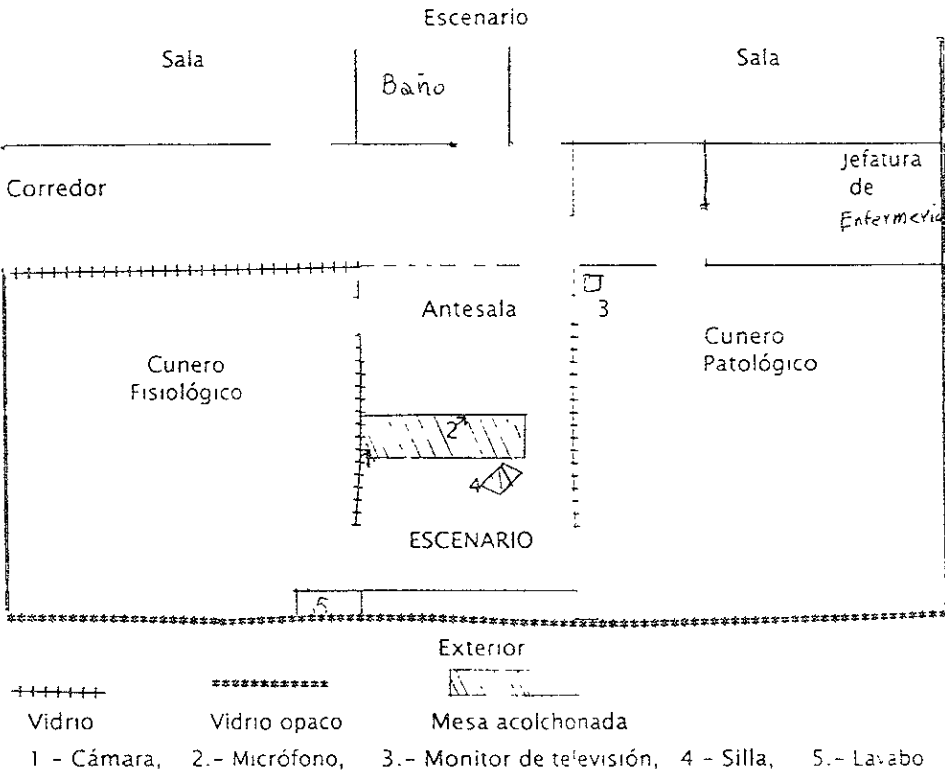 Escenario
Sala
Sala
Baño
Corredor
Jefatura
de
Enfermería
Antesala
3
Cunero
Fisiológico
Cunero
Patológico
2
1
4
ESCENARIO
5
Exterior
Vidrio
Vidrio opaco
Mesa acolchonada
1 - Cámara, 2.- Micrófono, 3.- Monitor de televisión, 4 - Silla, 5.- Lavabo